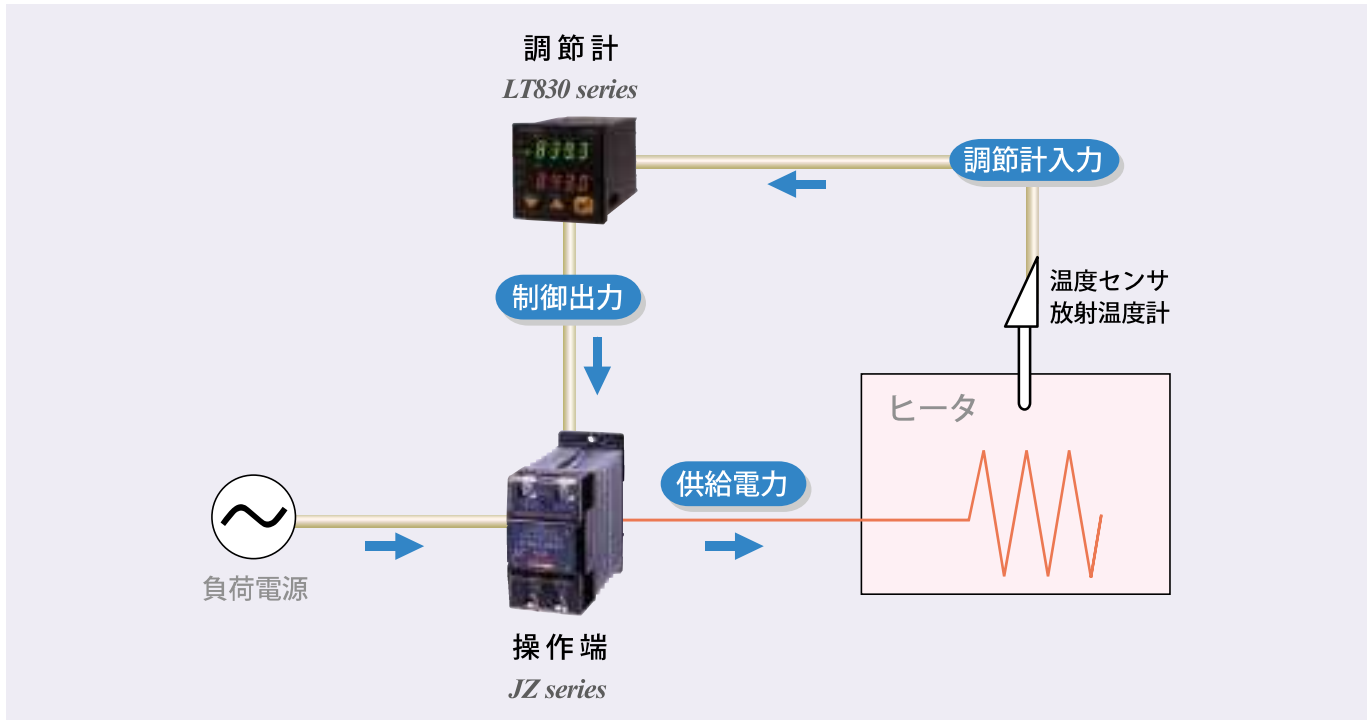 調節計
LT830 series
調節計入力
制御出力
温度センサ
放射温度計
ヒータ
供給電力
負荷電源
操作端
JZ series